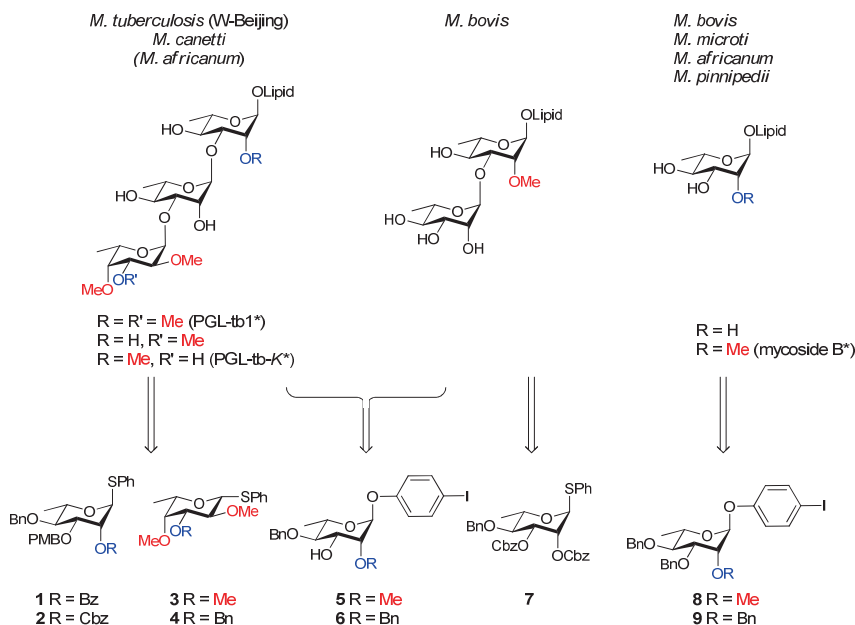 M. tuberculosis (W-Beijing)
M. canetti
(M. africanum)
M. bovis
M. bovis
M. microti
M. africanum
M. pinnipedii
OLipid
O
HO
O
OR
O
HO
O
OH
O
OMe
OR'
MeO
OLipid
O
HO
O
OMe
O
HO
HO
OH
OLipid
O
HO
HO
OR
R = R' = Me (PGL-tb1*)
R = H, R' = Me
R = Me, R' = H (PGL-tb-K*)
R = H
R = Me (mycoside B*)
SPh
O
BnO
PMBO
OR
O
SPh
OMe
OR
MeO
O
I
O
BnO
HO
OR
SPh
O
BnO
CbzO
OCbz
O
I
O
BnO
BnO
OR
1 R = Bz
2 R = Cbz
3 R = Me
4 R = Bn
5 R = Me
6 R = Bn
7
8 R = Me
9 R = Bn